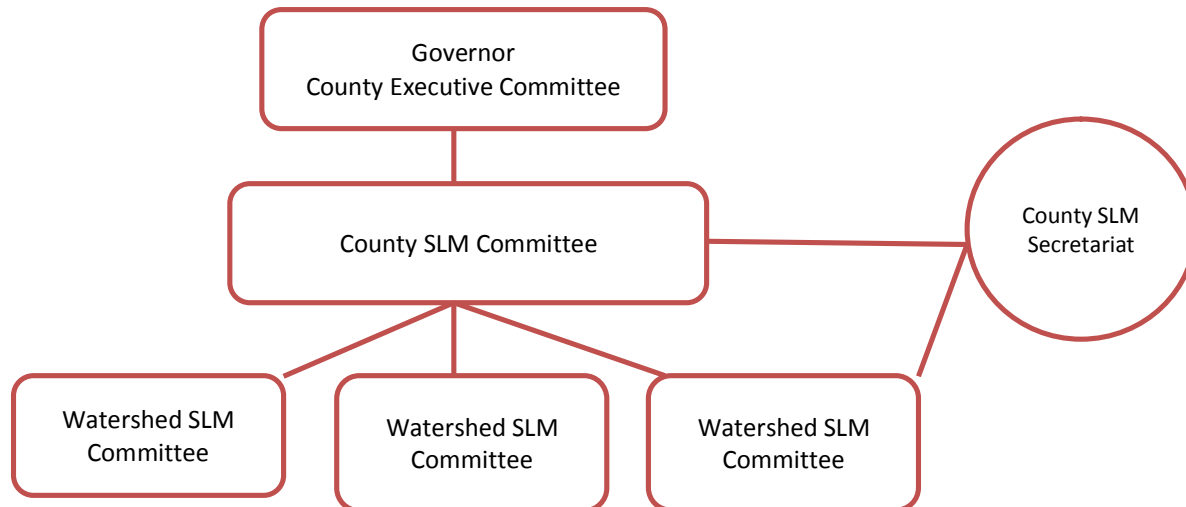 Governor
County Executive Committee
County SLM Committee
County SLM
Secretariat
Watershed SLM
Committee
Watershed SLM
Committee
Watershed SLM
Committee